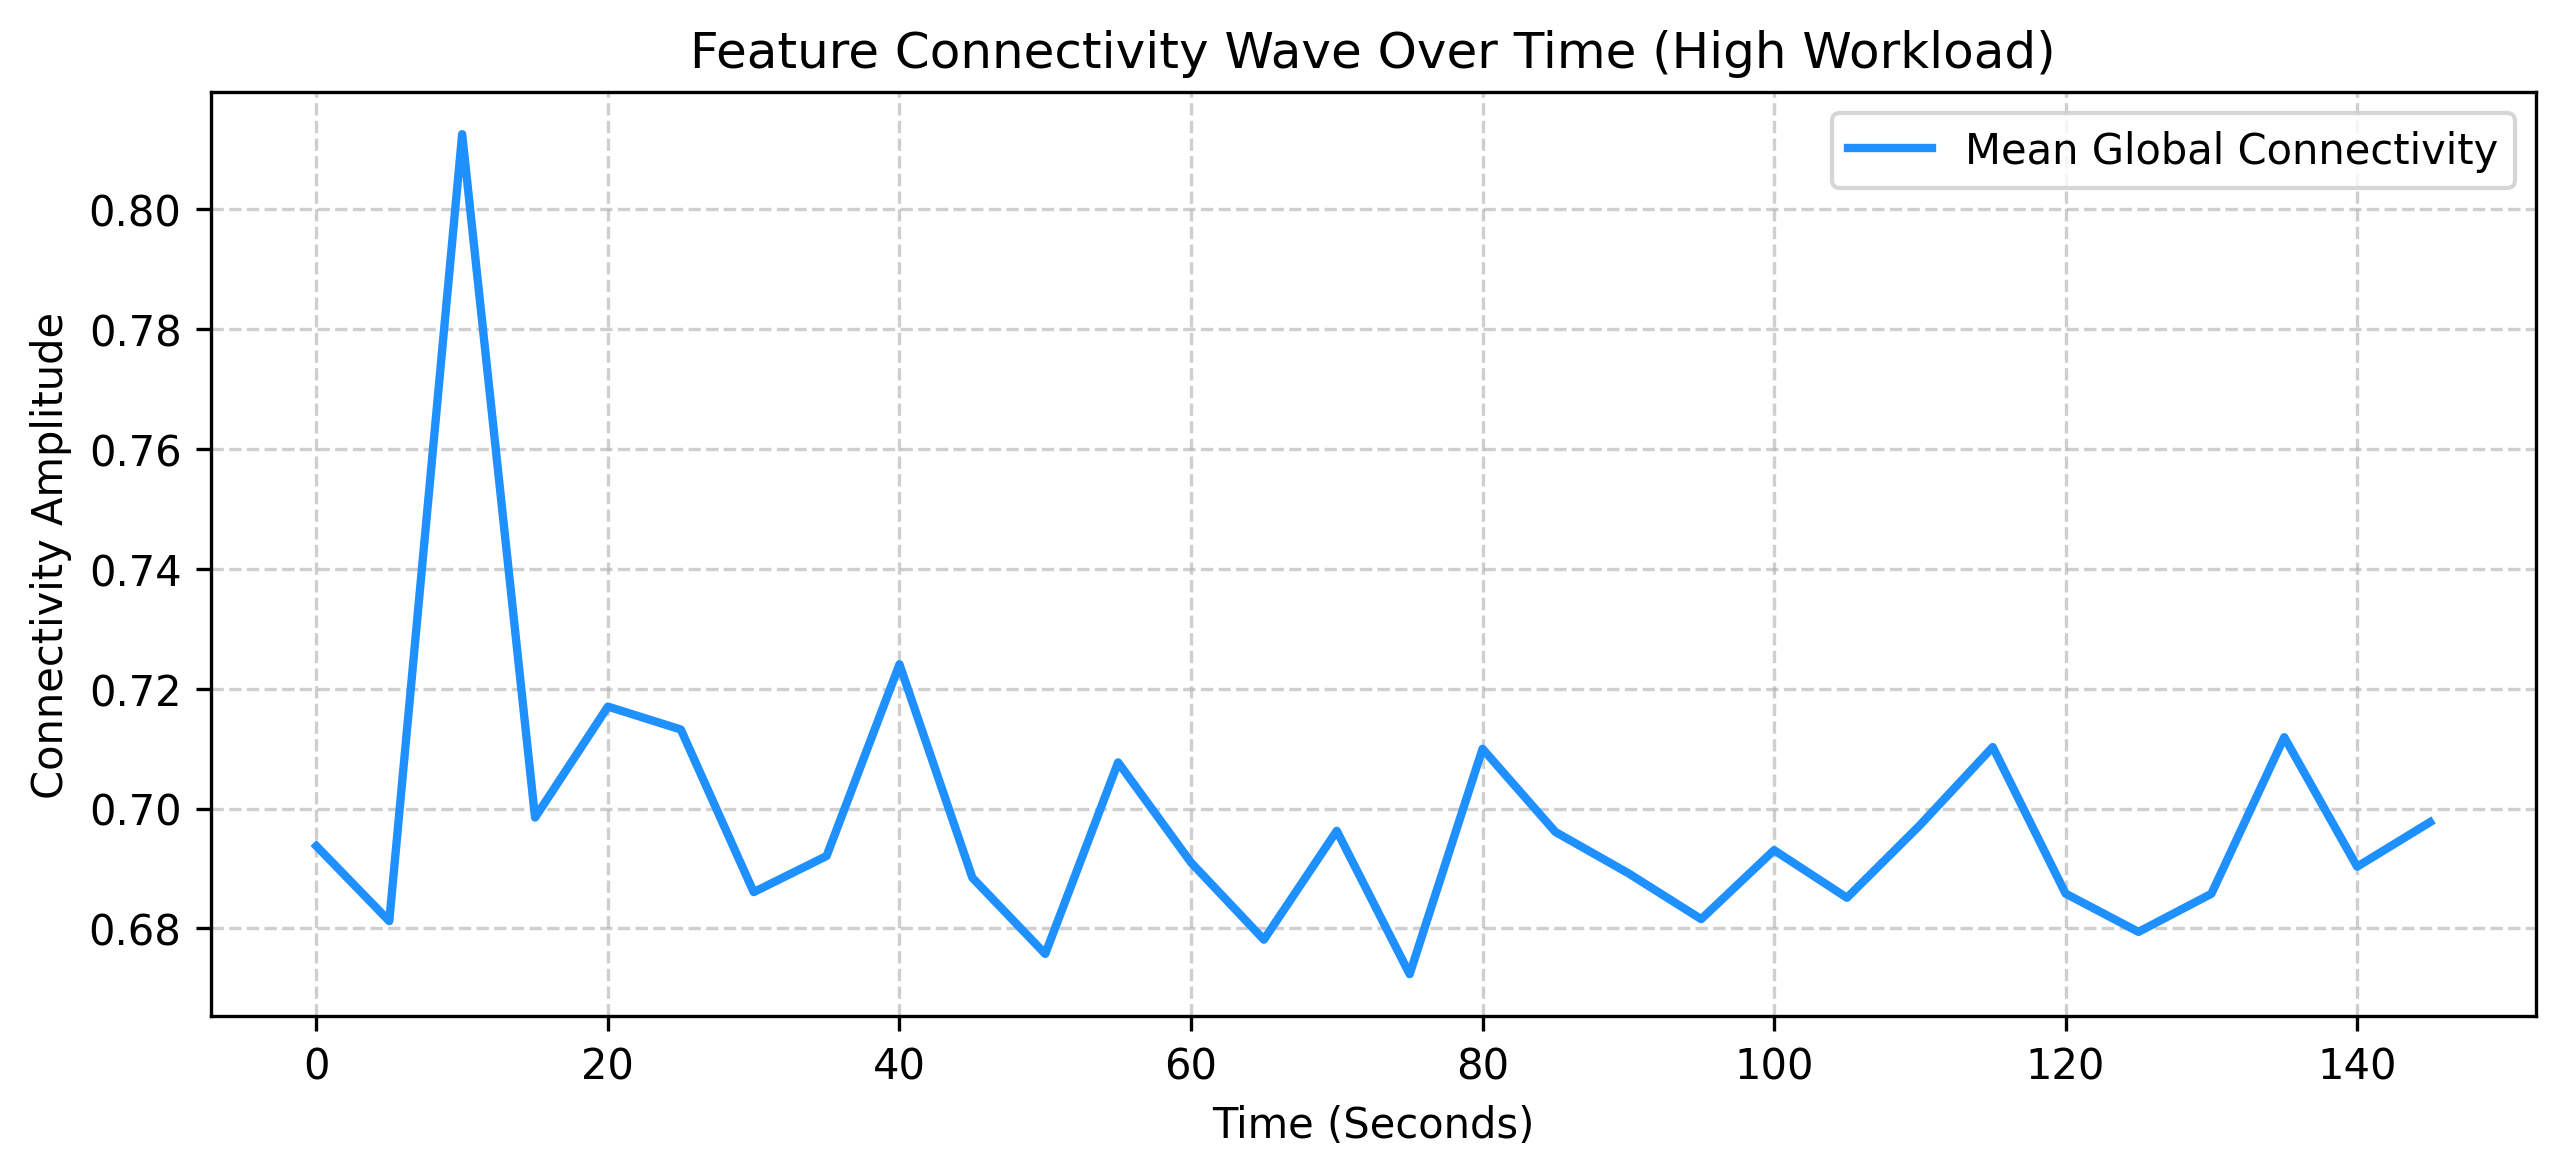 Feature Connectivity Wave Over Time (High Workload)
Mean Global Connectivity
Connectivity Amplitude
0.80
0.78
0.76
0.74
0.72
0.70
0.68
0 20 40 60 80 100 120 140
Time (Seconds)